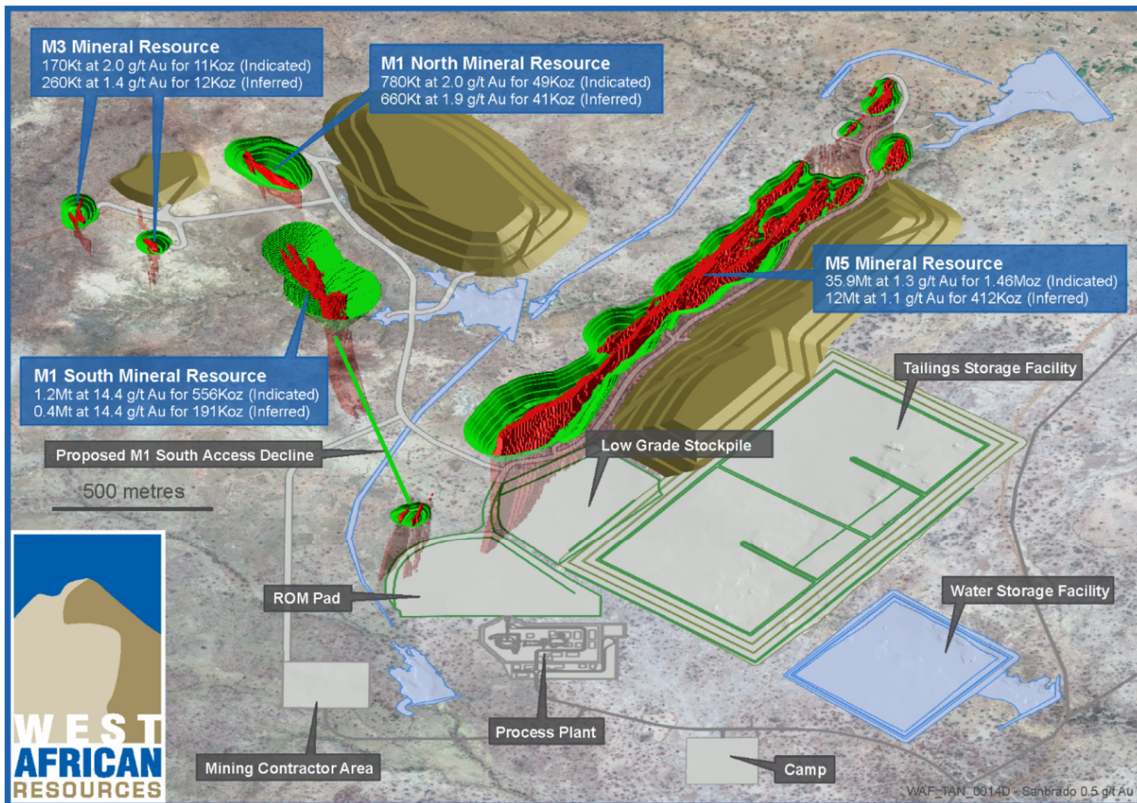 M3 Mineral Resource
170Kt at 2.0 g/t Au for 11Koz (Indicated)
260Kt at 1.4 g/t Au for 12Koz (Inferred)
M1 North Mineral Resource
780Kt at 2.0 g/t Au for 49Koz (Indicated)
660Kt at 1.9 g/t Au for 41Koz (Inferred)
M5 Mineral Resource
35.9Mt at 1.3 g/t Au for 1.46Moz (Indicated)
12Mt at 1.1 g/t Au for 412Koz (Inferred)
M1 South Mineral Resource
1.2Mt at 14.4 g/t Au for 556Koz (Indicated)
0.4Mt at 14.4 g/t Au for 191Koz (Inferred)
Tailings Storage Facility
Low Grade Stockpile
Proposed M1 South Access Decline
500 metres
ROM Pad
Water Storage Facility
Process Plant
Mining Contractor Area
Camp
WEST
AFRICAN
RESOURCES
WAF_TAN_0014D - Sanbrado 0.5 g/t Au